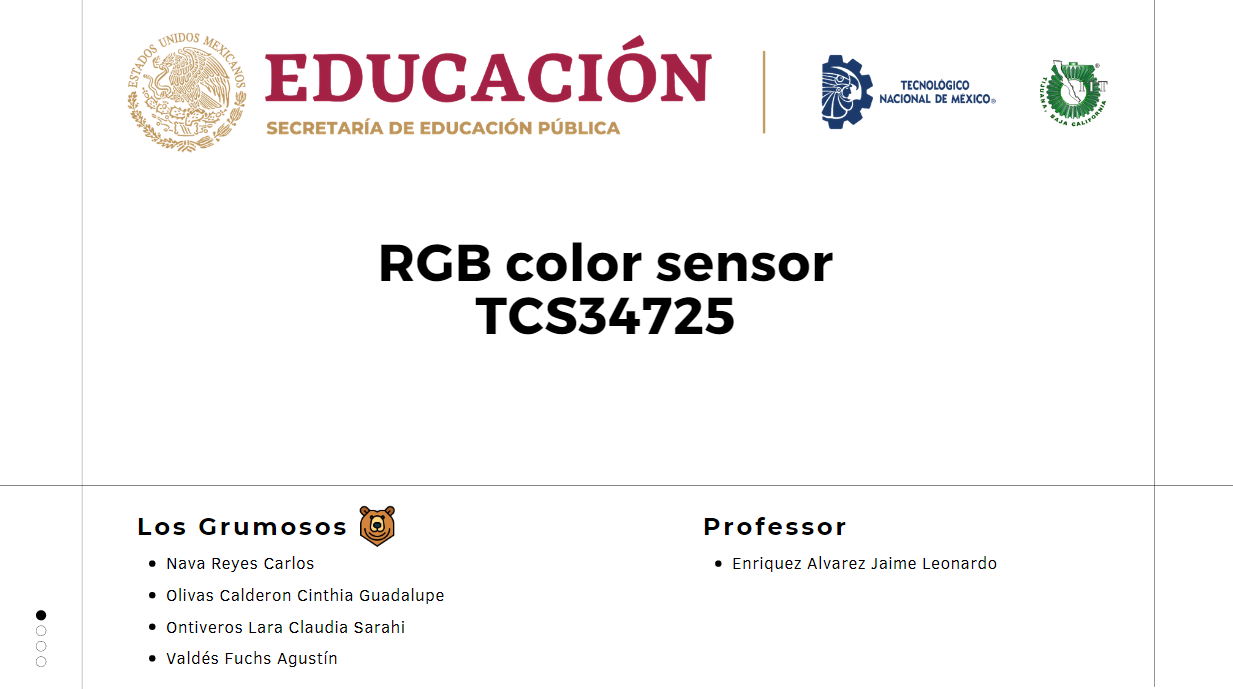 ESTADOS UNIDOS MEXICANOS
EDUCACIÓN
SECRETARÍA DE EDUCACIÓN PÚBLICA
TECNOLÓGICO
NACIONAL DE MÉXICO®
®
TIJUANA, BAJA CALIFORNIA
RGB color sensor
TCS34725
Los Grumosos
Nava Reyes Carlos
Olivas Calderon Cinthia Guadalupe
Ontiveros Lara Claudia Sarahi
Valdés Fuchs Agustín
Professor
Enriquez Alvarez Jaime Leonardo